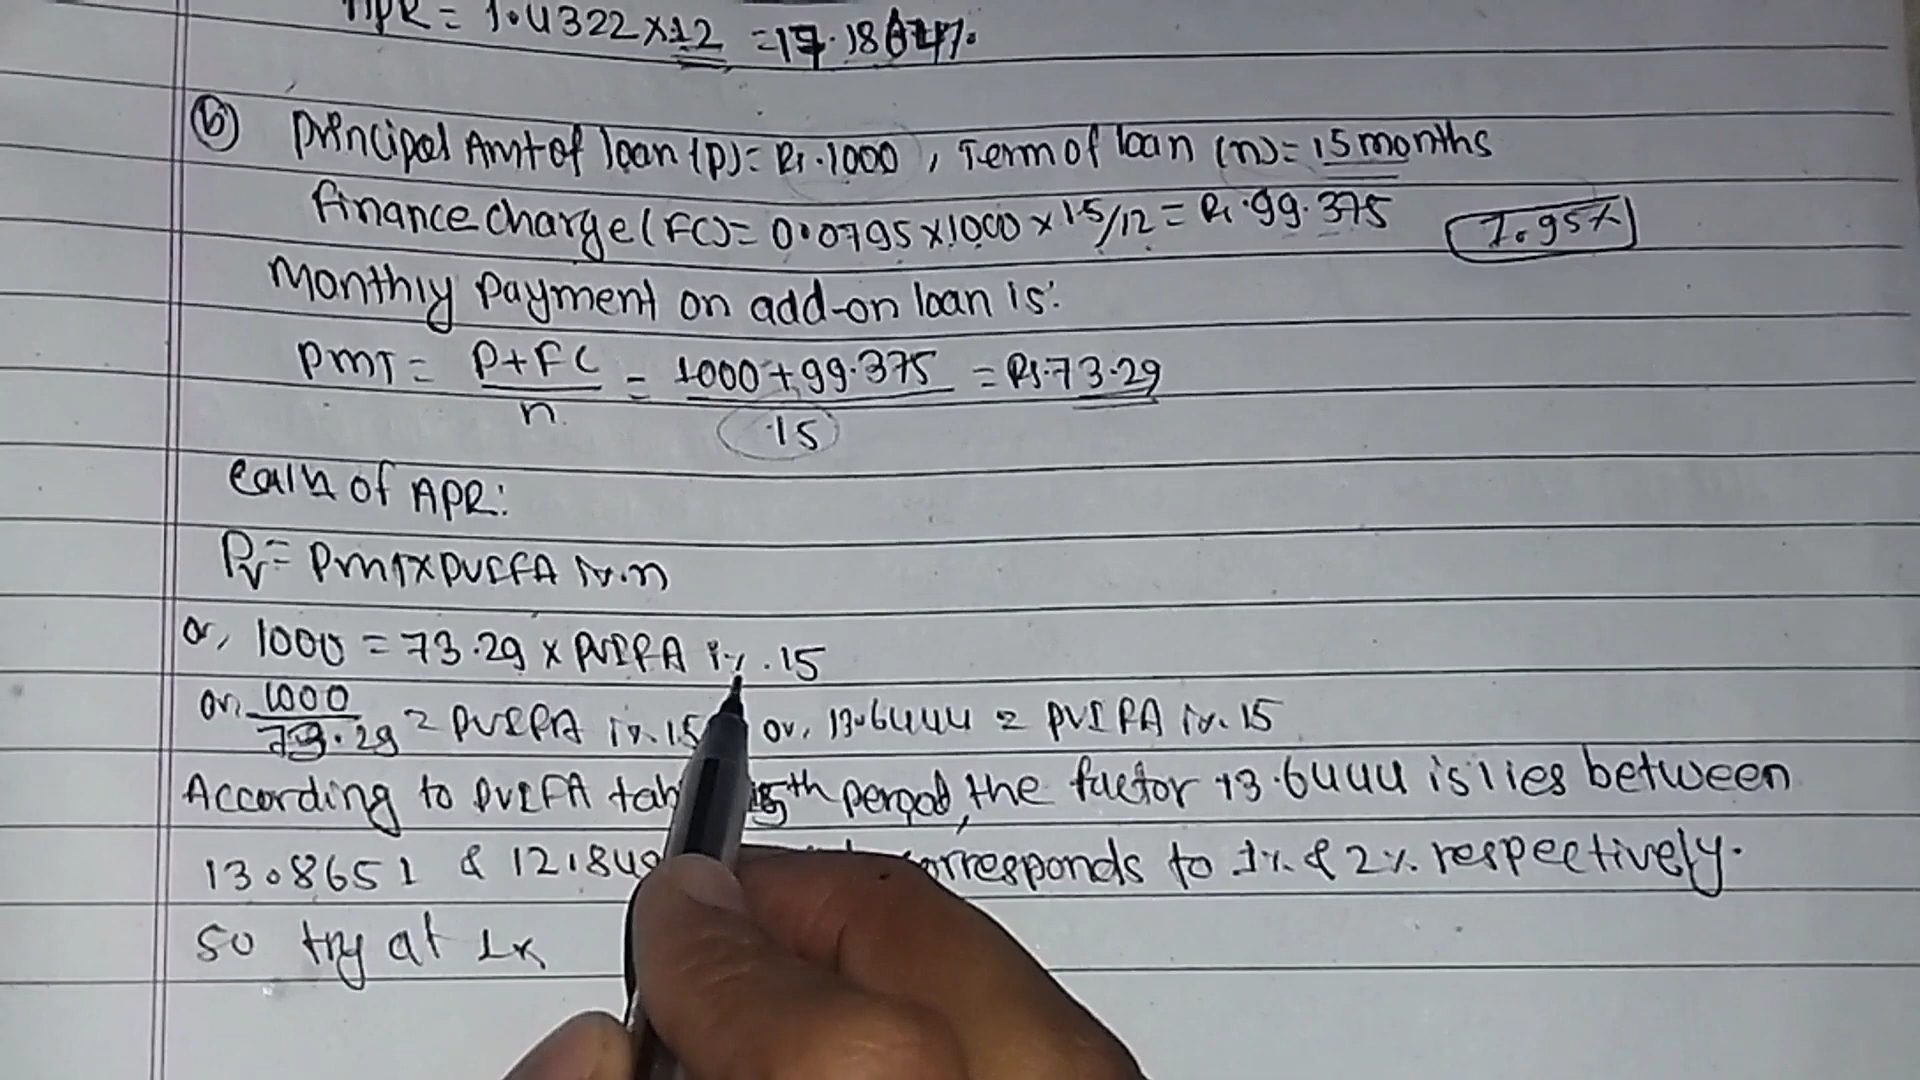 APR = 1.4322 × 12 = 17.1864%.
(b) Principal Amt of loan (P) = Rs.1000, Term of loan (n) = 15 months
Finance charge (FC) = 0.0795 × 1000 × 15/12 = Rs.99.375 7.95%
Monthly payment on add-on loan is:
PMT = P+FC / n = 1000 + 99.375 / 15 = Rs.73.29
Calⁿ of APR:
PV = PMT × PVIFA i%.n
or, 1000 = 73.29 × PVIFA i%.15
or, 1000 / 73.29 = PVIFA i%.15 or, 13.6444 = PVIFA i%.15
According to PVIFA 15th period, the factor 13.6444 is lies between
13.8651 & corresponds to 1% & 2% respectively.
so try at 1%